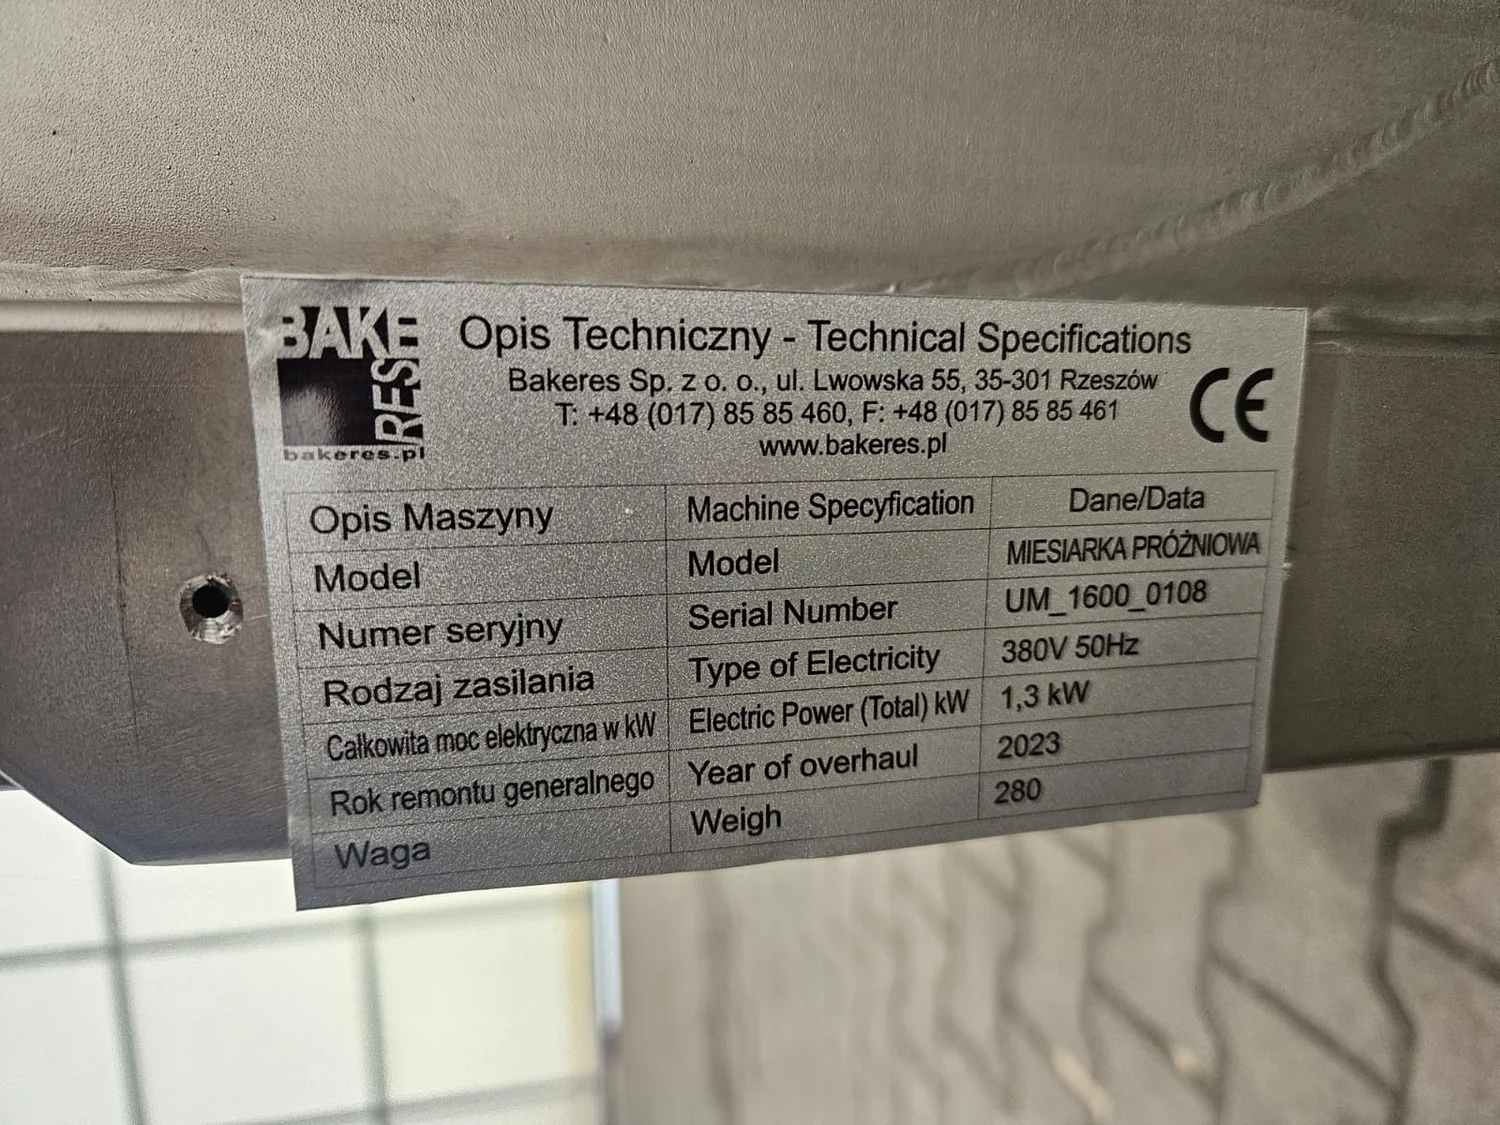 BAKE
RES
bakeres.pl
Opis Techniczny - Technical Specifications
Bakeres Sp. z o. o., ul. Lwowska 55, 35-301 Rzeszów
T: +48 (017) 85 85 460, F: +48 (017) 85 85 461
www.bakeres.pl
CE
Opis Maszyny Machine Specyfication Dane/Data
Model Model MIESIARKA PRÓŻNIOWA
Numer seryjny Serial Number UM_1600_0108
Rodzaj zasilania Type of Electricity 380V 50Hz
Całkowita moc elektryczna w kW Electric Power (Total) kW 1,3 kW
Rok remontu generalnego Year of overhaul 2023
Waga Weigh 280